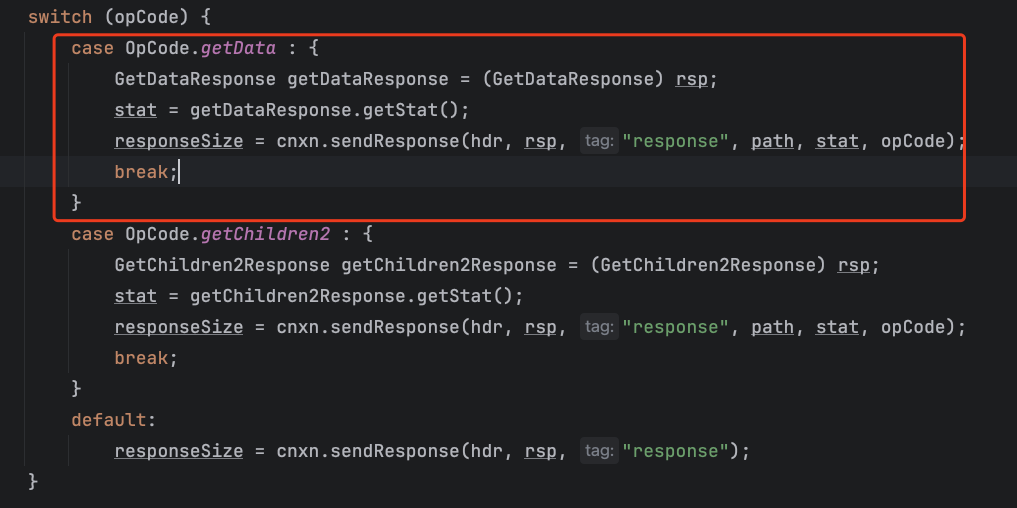 switch (opCode) {
case OpCode.getData : {
GetDataResponse getDataResponse = (GetDataResponse) rsp;
stat = getDataResponse.getStat();
responseSize = cnxn.sendResponse(hdr, rsp, tag: "response", path, stat, opCode);
break;
}
case OpCode.getChildren2 : {
GetChildren2Response getChildren2Response = (GetChildren2Response) rsp;
stat = getChildren2Response.getStat();
responseSize = cnxn.sendResponse(hdr, rsp, tag: "response", path, stat, opCode);
break;
}
default:
responseSize = cnxn.sendResponse(hdr, rsp, tag: "response");
}